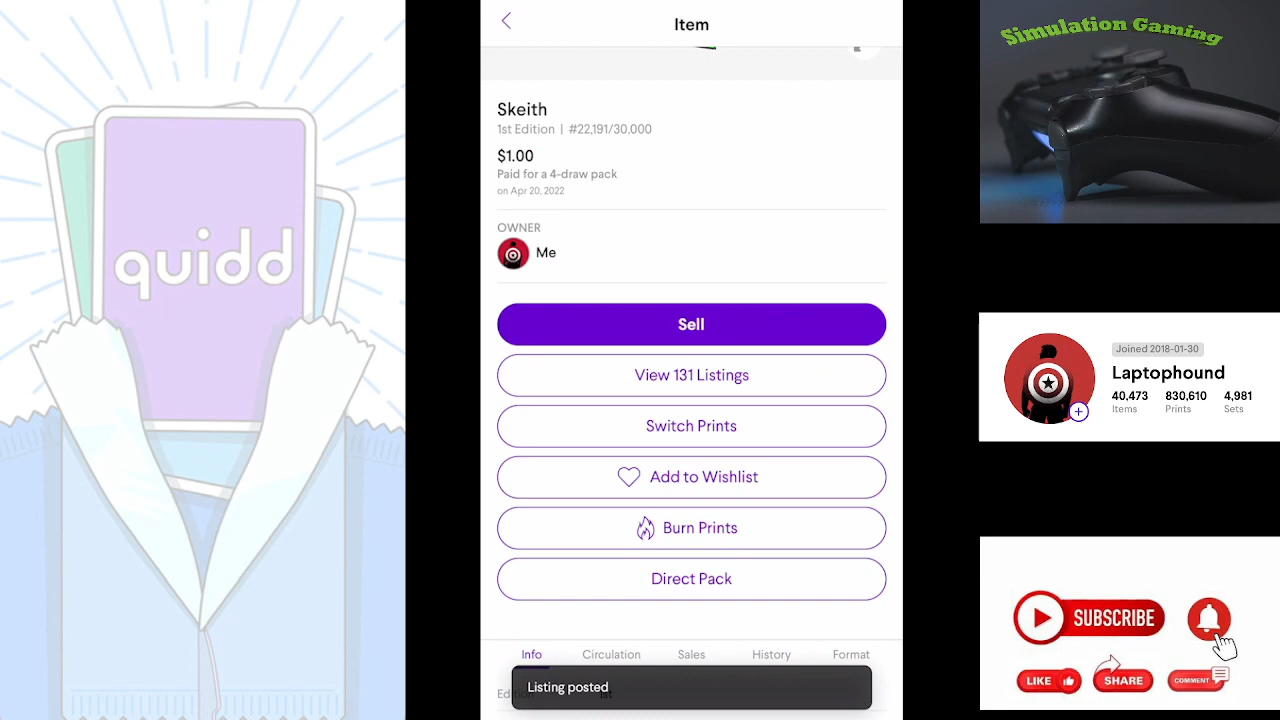 quidd
Item
Skeith
1st Edition | #22,191/30,000
$1.00
Paid for a 4-draw pack
on Apr 20, 2022
OWNER
Me
Sell
View 131 Listings
Switch Prints
Add to Wishlist
Burn Prints
Direct Pack
Info Circulation Sales History Format
Listing posted
Simulation Gaming
Joined 2018-01-30
Laptophound
40,473 830,610 4,981
Items Prints Sets
SUBSCRIBE
LIKE SHARE COMMENT